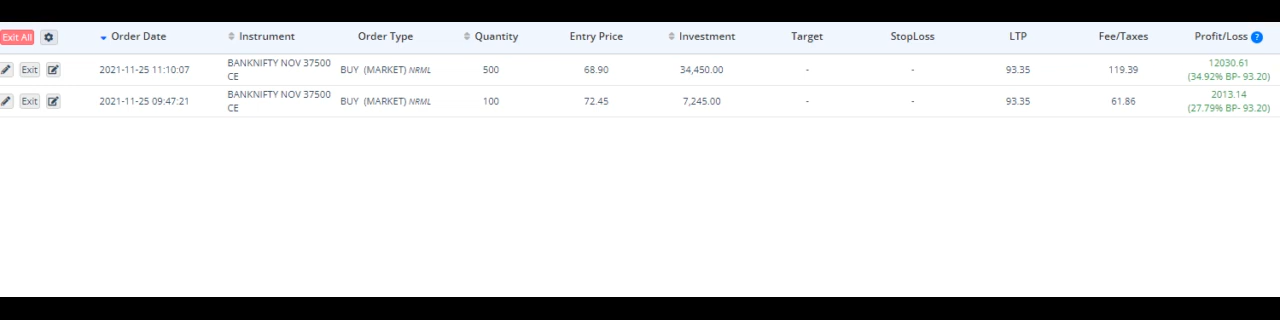 Exit All Order Date Instrument Order Type Quantity Entry Price Investment Target StopLoss LTP Fee/Taxes Profit/Loss ?
Exit 2021-11-25 11:10:07 BANKNIFTY NOV 37500 BUY (MARKET) NRML 500 68.90 34,450.00 - - 93.35 119.39 12030.61
CE (34.92% BP- 93.20)
Exit 2021-11-25 09:47:21 BANKNIFTY NOV 37500 BUY (MARKET) NRML 100 72.45 7,245.00 - - 93.35 61.86 2013.14
CE (27.79% BP- 93.20)